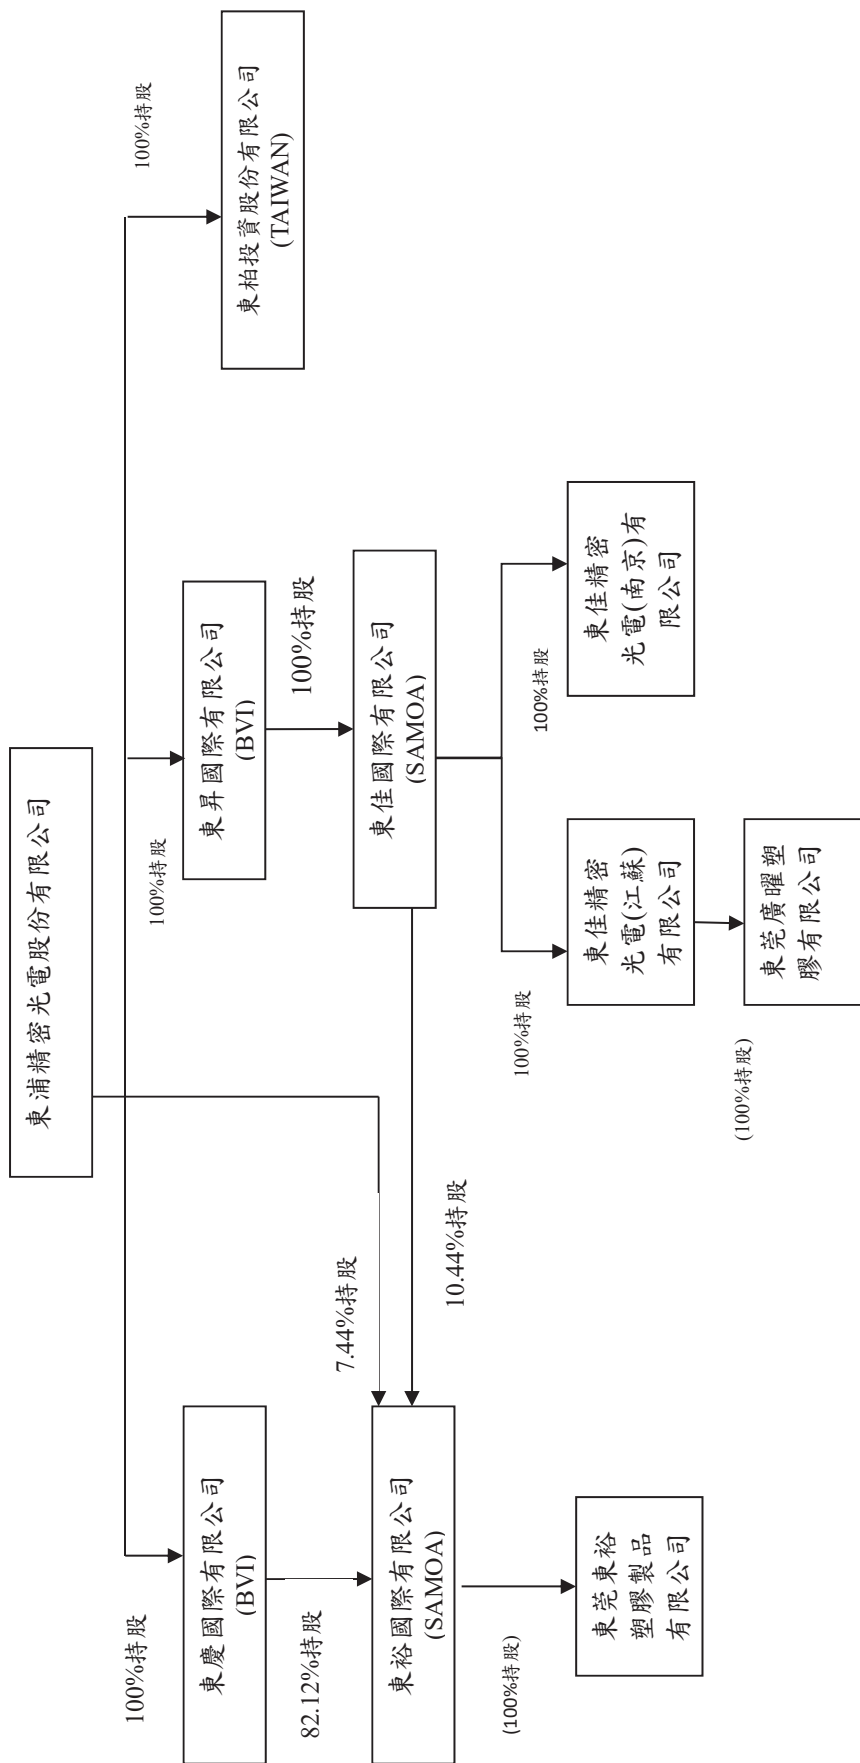 東浦精密光電股份有限公司
100%持股
東慶國際有限公司
(BVI)
100%持股
東昇國際有限公司
(BVI)
100%持股
東柏投資股份有限公司
(TAIWAN)
82.12%持股
7.44%持股
10.44%持股
100%持股
東裕國際有限公司
(SAMOA)
東佳國際有限公司
(SAMOA)
(100%持股)
東莞東裕
塑膠製品
有限公司
100%持股
東佳精密
光電(江蘇)
有限公司
100%持股
東佳精密
光電(南京)有
限公司
(100%持股)
東莞廣曜塑
膠有限公司